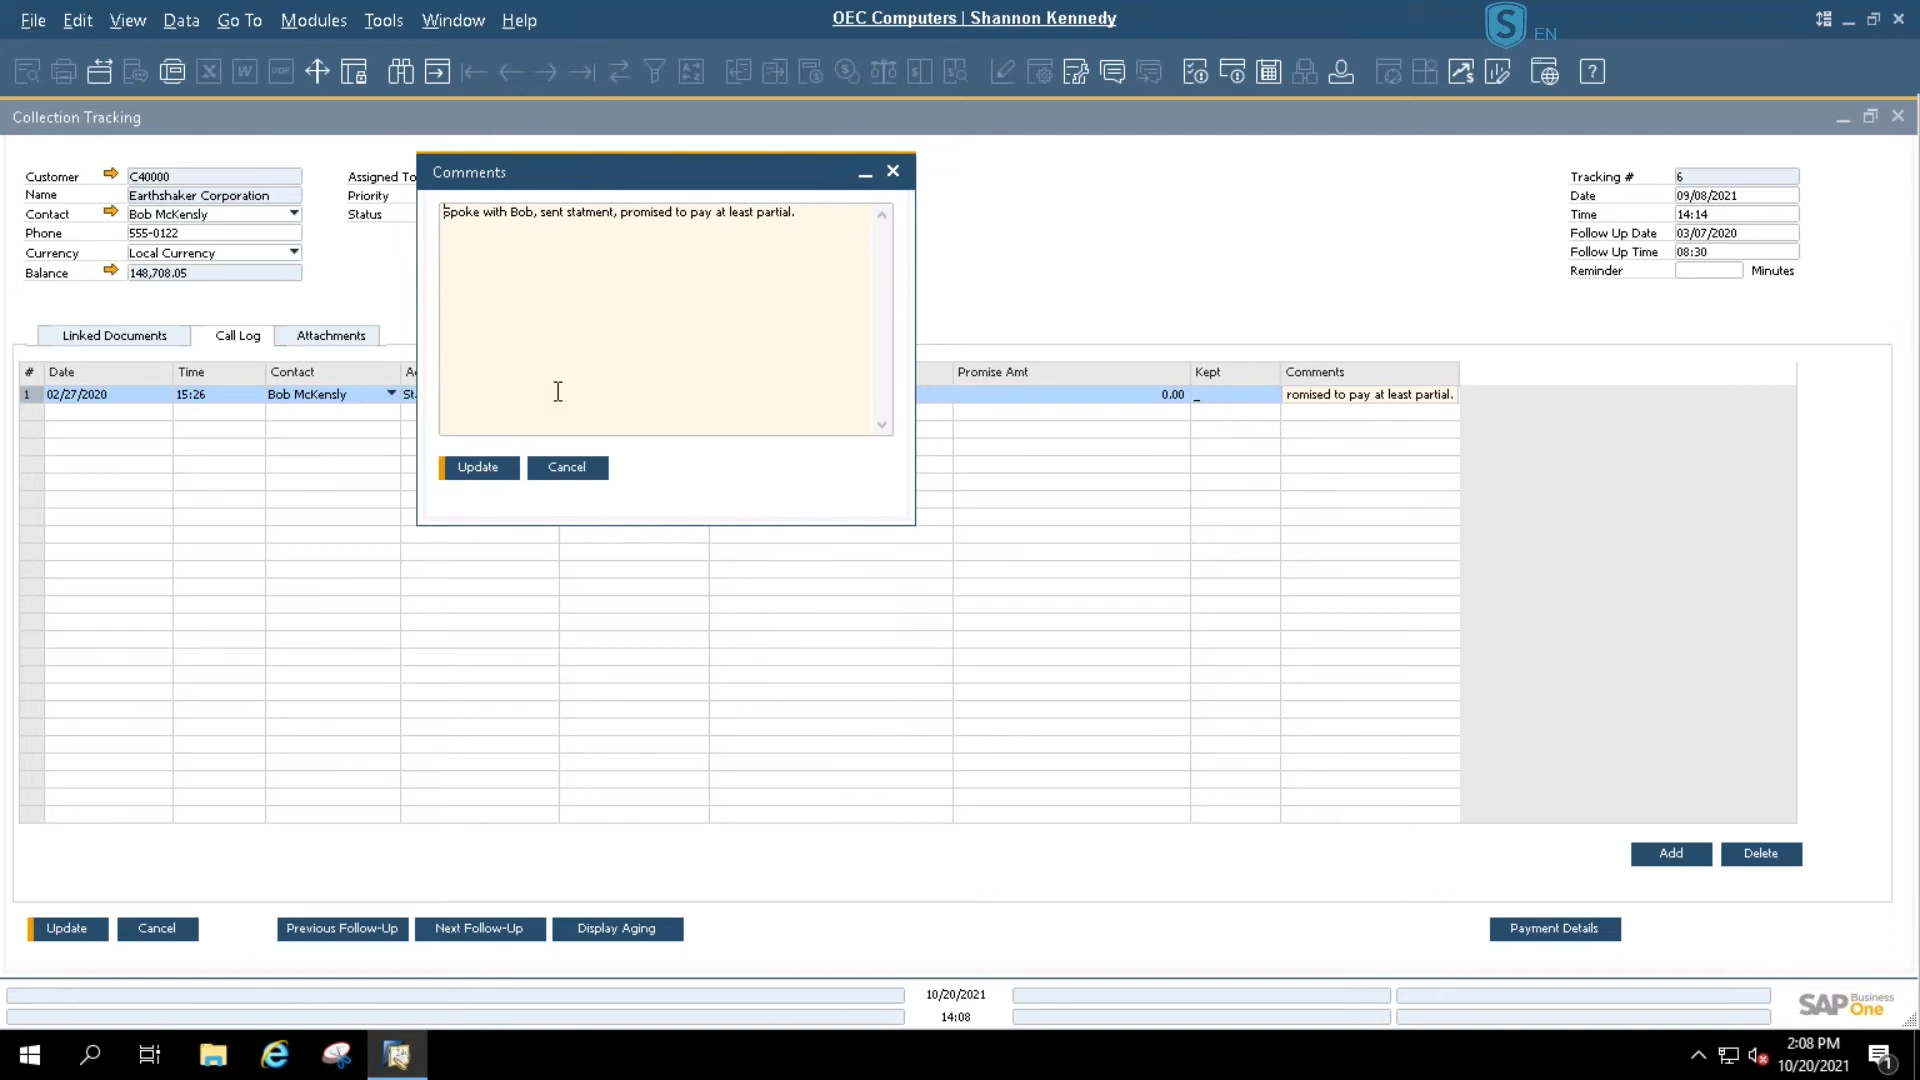 File Edit View Data Go To Modules Tools Window Help
OEC Computers | Shannon Kennedy
S EN
Collection Tracking
Customer C40000
Name Earthshaker Corporation
Contact Bob McKensly
Phone 555-0122
Currency Local Currency
Balance 148,708.05
Assigned To
Priority
Status
Comments
Spoke with Bob, sent statment, promised to pay at least partial.
Update Cancel
Tracking # 6
Date 09/08/2021
Time 14:14
Follow Up Date 03/07/2020
Follow Up Time 08:30
Reminder Minutes
Linked Documents Call Log Attachments
# Date Time Contact Promise Amt Kept Comments
1 02/27/2020 15:26 Bob McKensly 0.00 _ romised to pay at least partial.
Add Delete
Update Cancel Previous Follow-Up Next Follow-Up Display Aging Payment Details
10/20/2021
14:08
SAP Business One
2:08 PM
10/20/2021
1